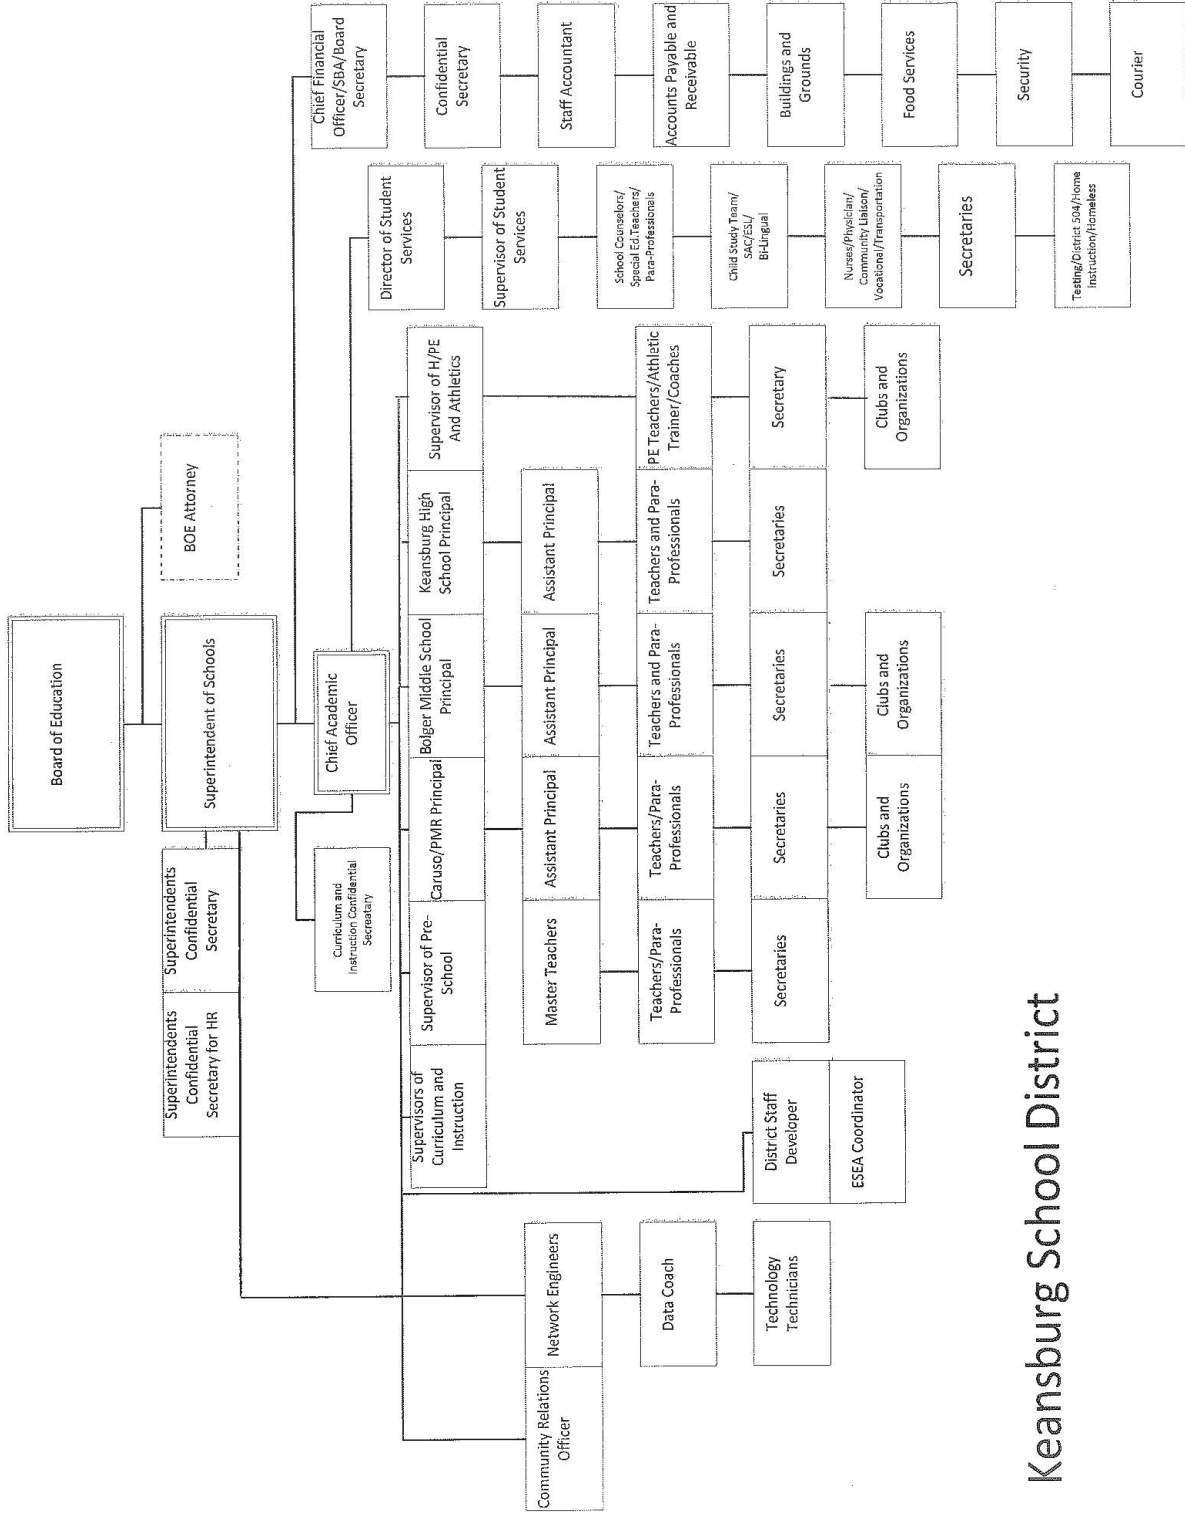 Board of Education
BOE Attorney
Superintendent of Schools
Superintendents
Confidential
Secretary
Superintendents
Confidential
Secretary for HR
Chief Academic
Officer
Curriculum and
Instruction Confidential
Secreatary
Chief Financial
Officer/SBA/Board
Secretary
Confidential
Secretary
Staff Accountant
Accounts Payable and
Receivable
Buildings and
Grounds
Food Services
Security
Courier
Director of Student
Services
Supervisor of Student
Services
School Counselors/
Special Ed.Teachers/
Para-Professionals
Child Study Team/
SAC/ESL/
Bi-Lingual
Nurses/Physician/
Community Liaison/
Vocational/Transportation
Secretaries
Testing/District 504/Home
Instruction/Homeless
Supervisors of
Curriculum and
Instruction
Supervisor of Pre-
School
Caruso/PMR Principal
Bolger Middle School
Principal
Keansburg High
School Principal
Supervisor of H/PE
And Athletics
Community Relations
Officer
Network Engineers
Master Teachers
Assistant Principal
Assistant Principal
Assistant Principal
Data Coach
Teachers/Para-
Professionals
Teachers/Para-
Professionals
Teachers and Para-
Professionals
Teachers and Para-
Professionals
PE Teachers/Athletic
Trainer/Coaches
Technology
Technicians
District Staff
Developer
Secretaries
Secretaries
Secretaries
Secretaries
Secretary
ESEA Coordinator
Clubs and
Organizations
Clubs and
Organizations
Clubs and
Organizations
Keansburg School District